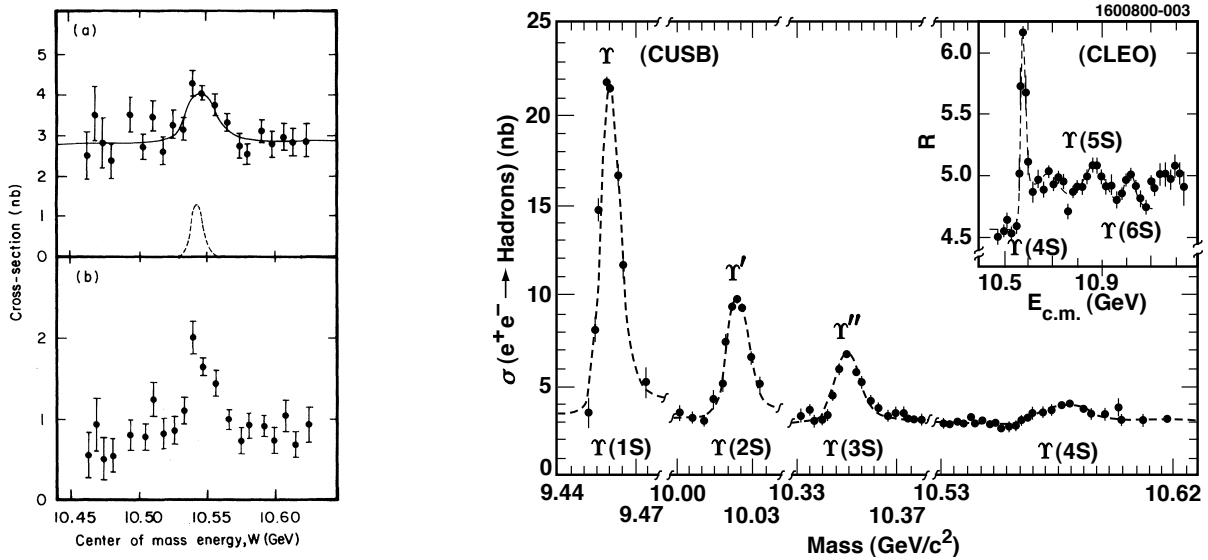 (a)
5
4
3
2
1
0
(b)
2
1
0
Cross-section (nb)
10.45 10.50 10.55 10.60
Center of mass energy, W (GeV)
1600800-003
25
20
15
10
5
0
σ (e+e− → Hadrons) (nb)
ϒ (CUSB)
ϒ′
ϒ′′
ϒ(1S) ϒ(2S) ϒ(3S) ϒ(4S)
9.44 10.00 10.33 10.53 10.62
9.47 10.03 10.37
Mass (GeV/c²)
(CLEO)
6.0
5.5
5.0
4.5
R
ϒ(5S)
ϒ(4S) ϒ(6S)
10.5 10.9
Ec.m. (GeV)